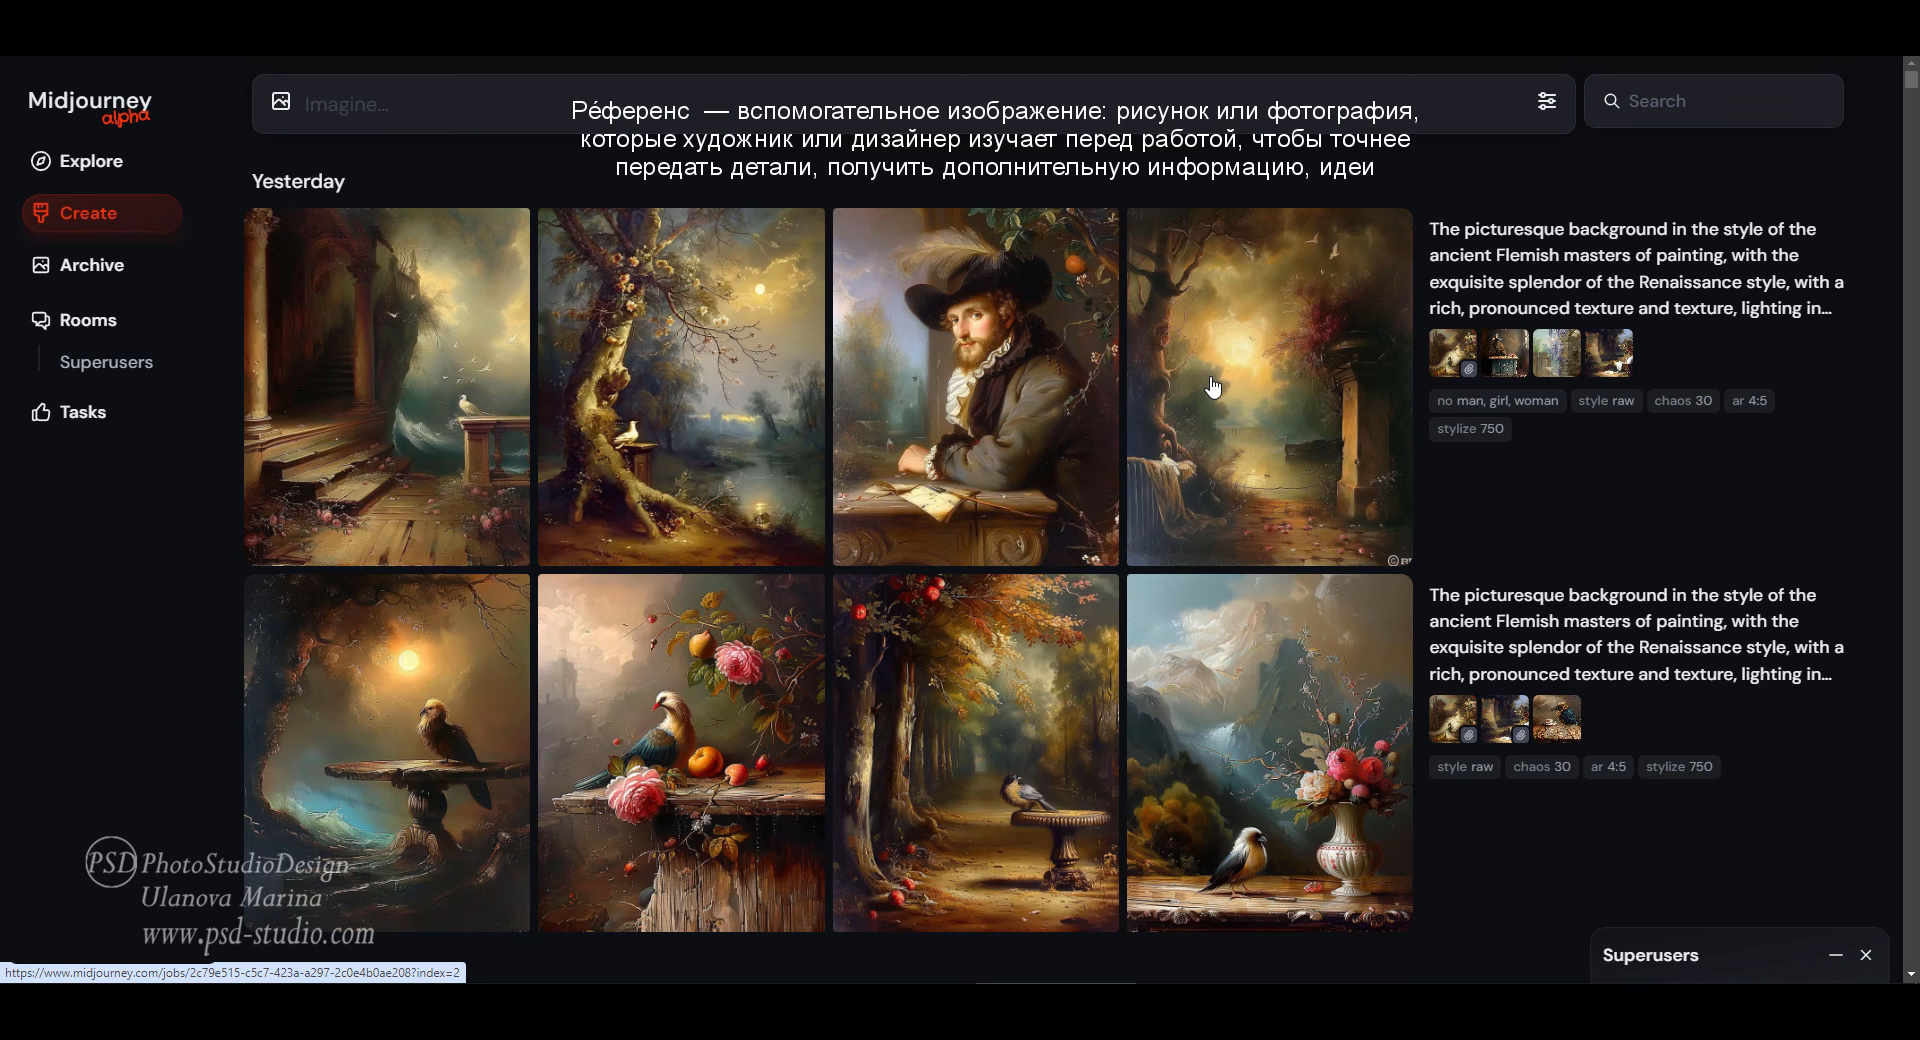 Midjourney
alpha
Explore
Create
Archive
Rooms
Superusers
Tasks
Imagine...
Search
Ре́ференс — вспомогательное изображение: рисунок или фотография,
которые художник или дизайнер изучает перед работой, чтобы точнее
передать детали, получить дополнительную информацию, идеи
Yesterday
The picturesque background in the style of the
ancient Flemish masters of painting, with the
exquisite splendor of the Renaissance style, with a
rich, pronounced texture and texture, lighting in...
no man, girl, woman
style raw
chaos 30
ar 4:5
stylize 750
The picturesque background in the style of the
ancient Flemish masters of painting, with the
exquisite splendor of the Renaissance style, with a
rich, pronounced texture and texture, lighting in...
style raw
chaos 30
ar 4:5
stylize 750
PSD PhotoStudioDesign
Ulanova Marina
www.psd-studio.com
https://www.midjourney.com/jobs/2c79e515-c5c7-423a-a297-2c0e4b0ae208?index=2
Superusers